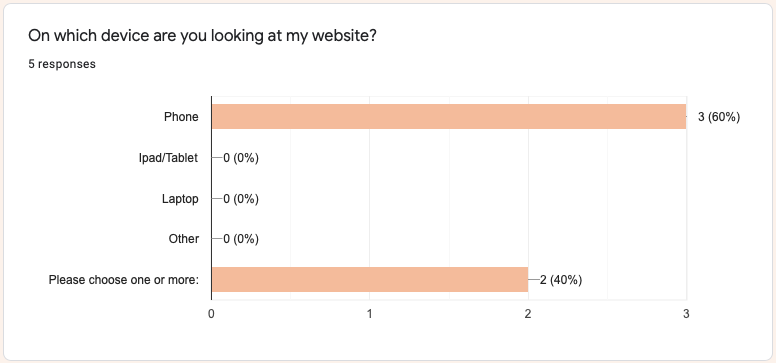 On which device are you looking at my website?
5 responses
Phone 3 (60%)
Ipad/Tablet 0 (0%)
Laptop 0 (0%)
Other 0 (0%)
Please choose one or more: 2 (40%)
0 1 2 3